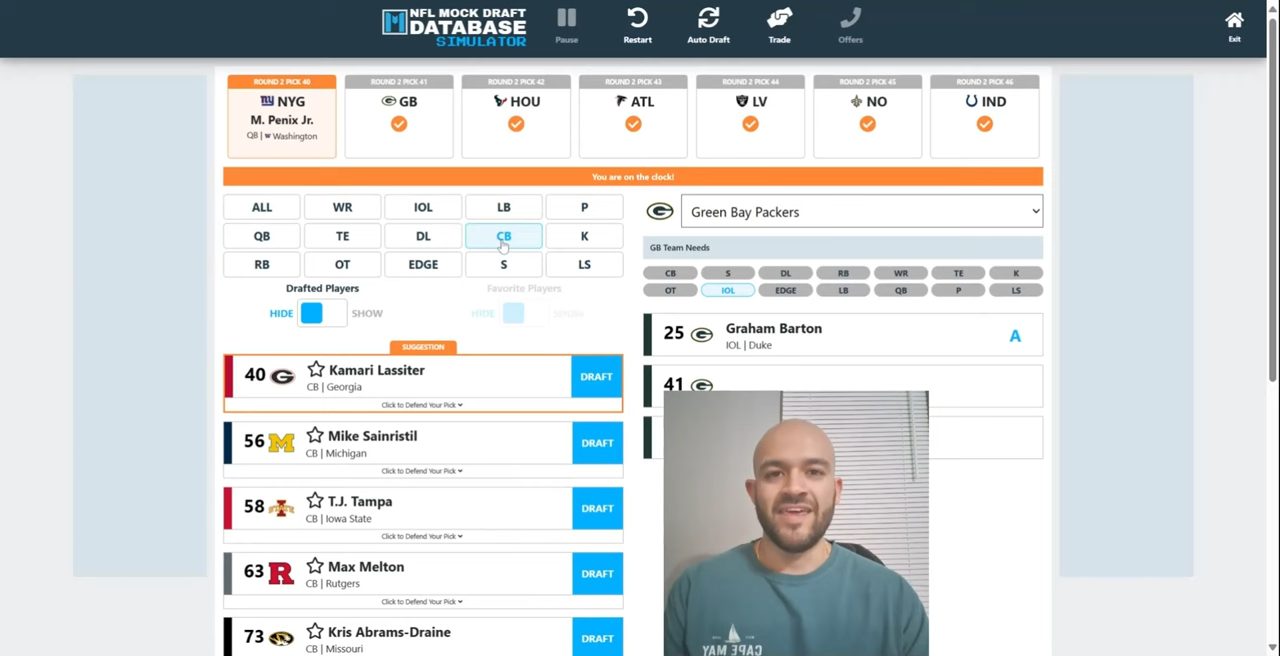 NFL MOCK DRAFT
DATABASE
SIMULATOR
Pause
Restart
Auto Draft
Trade
Offers
Exit
ROUND 2 PICK 40
NYG
M. Penix Jr.
QB | Washington
ROUND 2 PICK 41
GB
ROUND 2 PICK 42
HOU
ROUND 2 PICK 43
ATL
ROUND 2 PICK 44
LV
ROUND 2 PICK 45
NO
ROUND 2 PICK 46
IND
You are on the clock!
ALL WR IOL LB P
QB TE DL CB K
RB OT EDGE S LS
Drafted Players
HIDE SHOW
Favorite Players
HIDE SHOW
SUGGESTION
40 G Kamari Lassiter
CB | Georgia
DRAFT
Click to Defend Your Pick
56 M Mike Sainristil
CB | Michigan
DRAFT
Click to Defend Your Pick
58 T.J. Tampa
CB | Iowa State
DRAFT
Click to Defend Your Pick
63 R Max Melton
CB | Rutgers
DRAFT
Click to Defend Your Pick
73 Kris Abrams-Draine
CB | Missouri
DRAFT
G Green Bay Packers
GB Team Needs
CB S DL RB WR TE K
OT IOL EDGE LB QB P LS
25 G Graham Barton
IOL | Duke
A
41 G
CAPE MAY